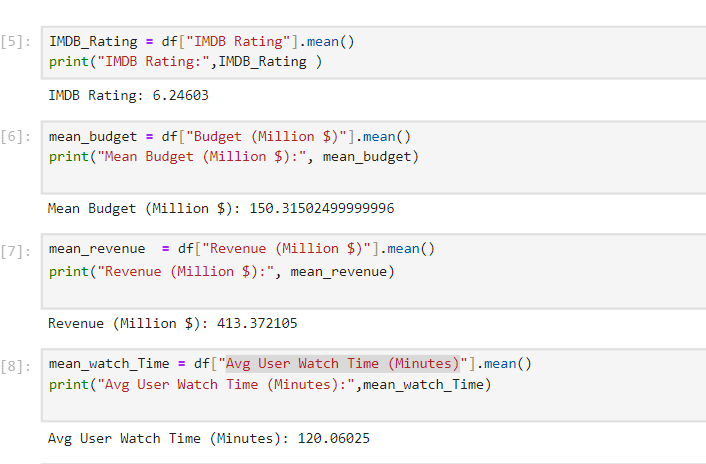 [5]: IMDB_Rating = df["IMDB Rating"].mean()
print("IMDB Rating:",IMDB_Rating )
IMDB Rating: 6.24603
[6]: mean_budget = df["Budget (Million $)"].mean()
print("Mean Budget (Million $):", mean_budget)
Mean Budget (Million $): 150.31502499999996
[7]: mean_revenue  = df["Revenue (Million $)"].mean()
print("Revenue (Million $):", mean_revenue)
Revenue (Million $): 413.372105
[8]: mean_watch_Time = df["Avg User Watch Time (Minutes)"].mean()
print("Avg User Watch Time (Minutes):",mean_watch_Time)
Avg User Watch Time (Minutes): 120.06025